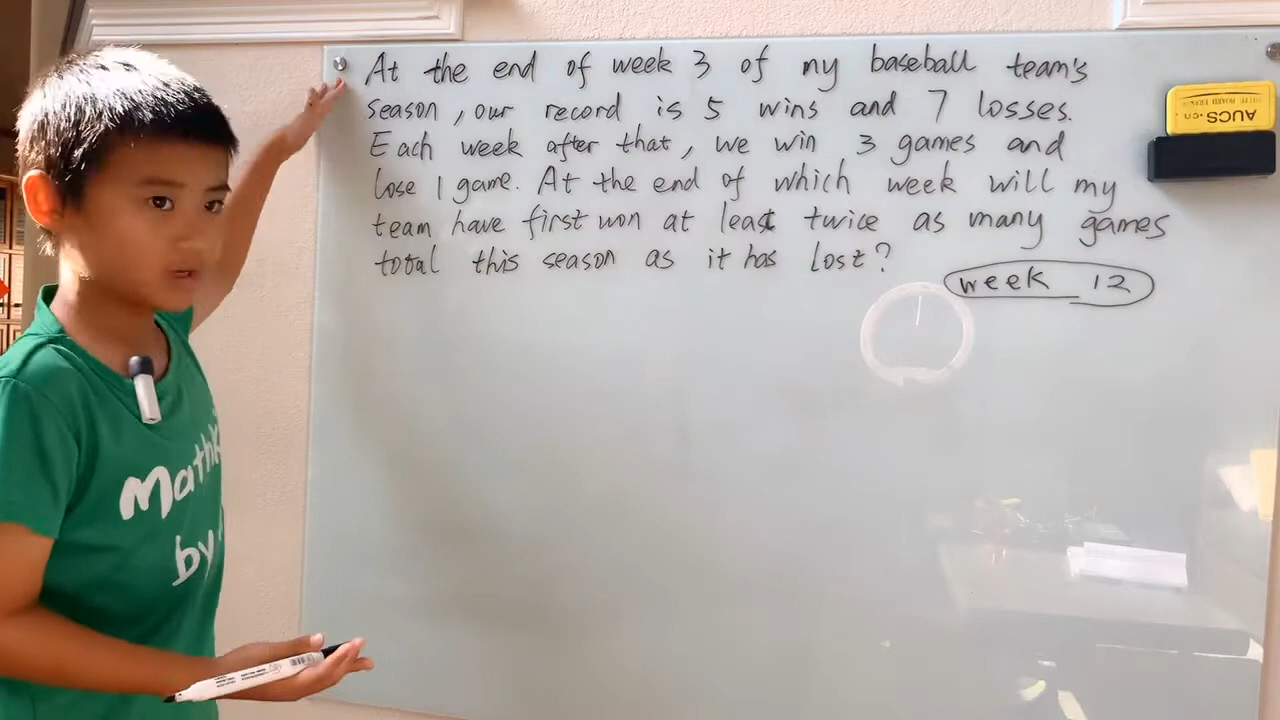 At the end of week 3 of my baseball team's
season, our record is 5 wins and 7 losses.
Each week after that, we win 3 games and
lose 1 game. At the end of which week will my
team have first won at least twice as many games
total this season as it has lost?
week 12
AUCS.cn
by